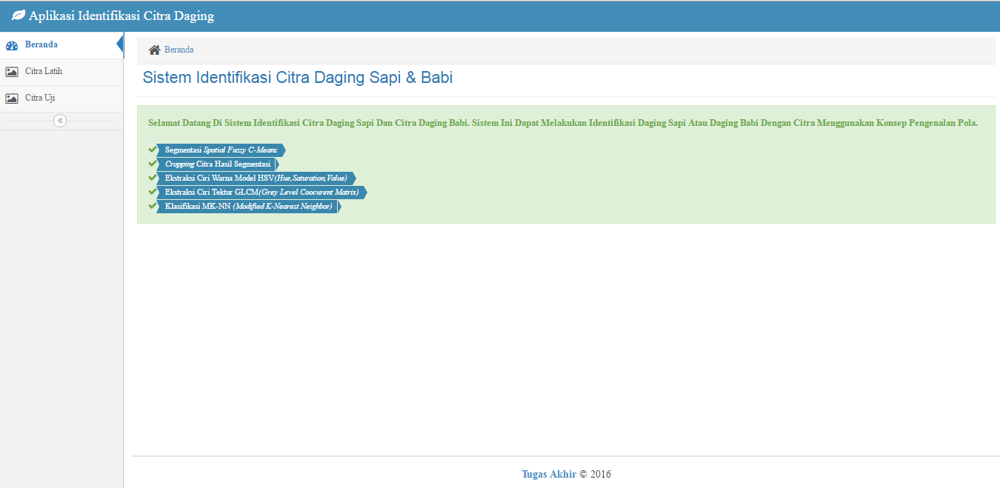 Aplikasi Identifikasi Citra Daging
Beranda
Citra Latih
Citra Uji
Beranda
Sistem Identifikasi Citra Daging Sapi & Babi
Selamat Datang Di Sistem Identifikasi Citra Daging Sapi Dan Citra Daging Babi. Sistem Ini Dapat Melakukan Identifikasi Daging Sapi Atau Daging Babi Dengan Citra Menggunakan Konsep Pengenalan Pola.
Segmentasi Spatial Fuzzy C-Means
Cropping Citra Hasil Segmentasi
Ekstraksi Ciri Warna Model HSV(Hue,Saturation,Value)
Ekstraksi Ciri Tektur GLCM(Grey Level Coocurent Matrix)
Klasifikasi MK-NN (Modified K-Nearest Neighbor)
Tugas Akhir © 2016